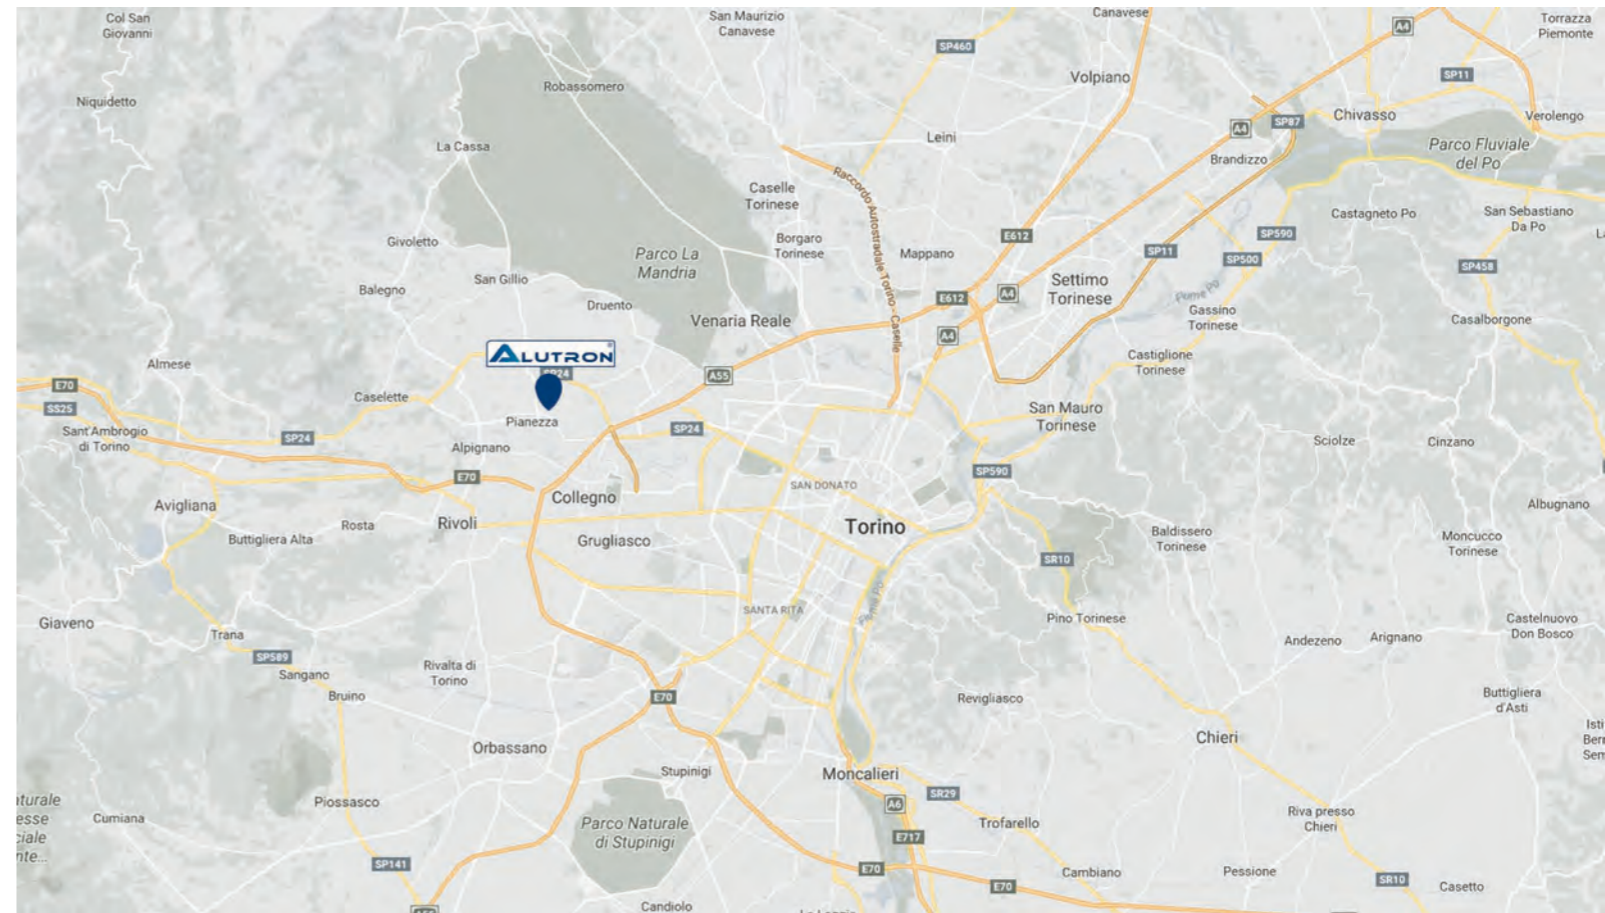 Col San
Giovanni
San Maurizio
Canavese
Canavese
A4
Torrazza
Piemonte
SP460
Niquidetto
Robassomero
Volpiano
SP11
Chivasso
Verolengo
SP87
A4
Leini
La Cassa
Brandizzo
Parco Fluviale
del Po
Caselle
Torinese
Raccordo Autostradale Torino - Caselle
Castagneto Po
San Sebastiano
Da Po
Givoletto
Parco La
Mandria
Borgaro
Torinese
Mappano
E612
SP11
SP590
SP500
SP458
San Gillio
Balegno
Druento
E612
A4
Settimo
Torinese
Fiume Po
Gassino
Torinese
Casalborgone
Venaria Reale
A4
ALUTRON®
SP24
Almese
Castiglione
Torinese
E70
A55
Caselette
SS25
Pianezza
San Mauro
Torinese
Sant'Ambrogio
di Torino
SP24
SP24
Alpignano
Sciolze
Cinzano
E70
SP590
Avigliana
Collegno
SAN DONATO
Albugnano
Rosta
Rivoli
Torino
Buttigliera Alta
Grugliasco
Baldissero
Torinese
Moncucco
Torinese
SR10
Fiume Po
Giaveno
SANTA RITA
Pino Torinese
Castelnuovo
Don Bosco
Trana
Andezeno
Arignano
SP589
Sangano
Rivalta di
Torino
Bruino
E70
Revigliasco
Buttigliera
d'Asti
Isti
Chieri
Orbassano
Stupinigi
Moncalieri
SR29
A6
Piossasco
Cumiana
Parco Naturale
di Stupinigi
Trofarello
Riva presso
Chieri
E717
SP141
E70
E70
Cambiano
Pessione
SR10
Casetto
Candiolo